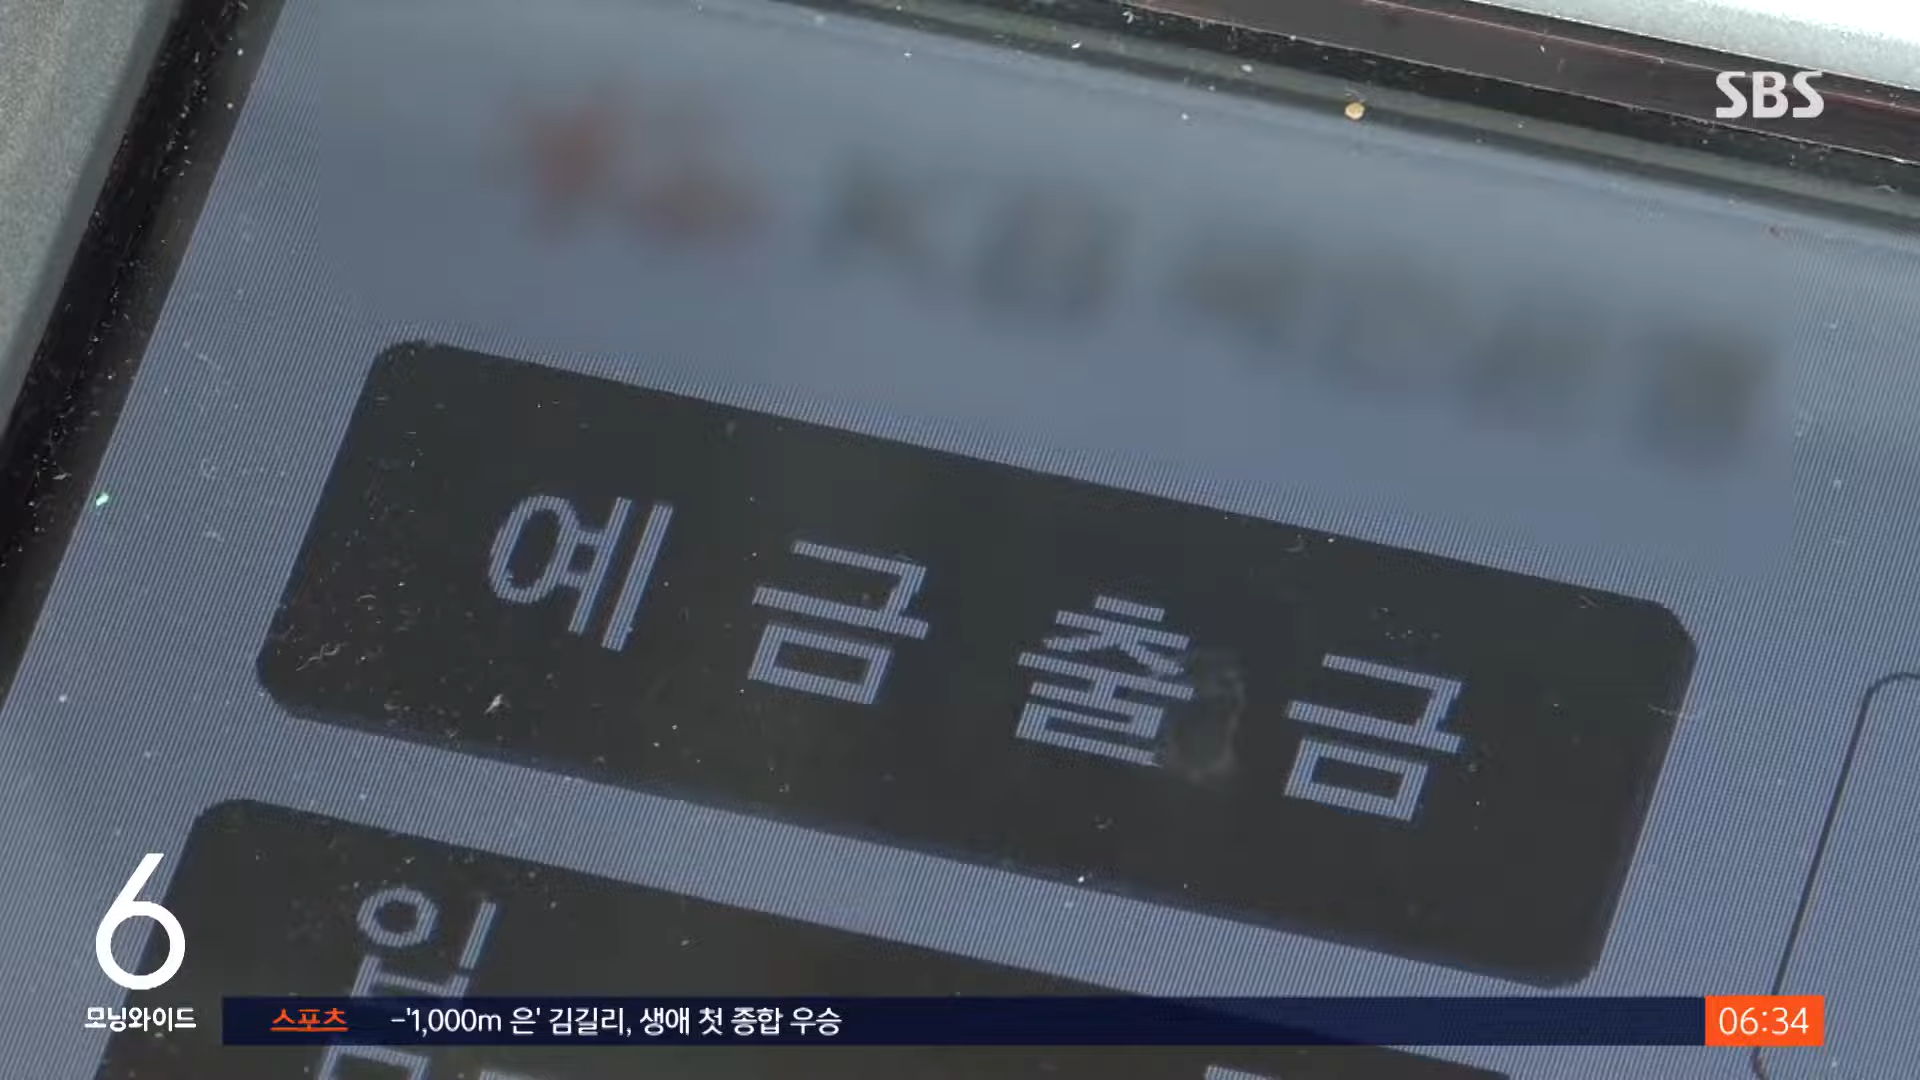 SBS
예금출금
6
모닝와이드
스포츠 -'1,000m 은' 김길리, 생애 첫 종합 우승
06:34